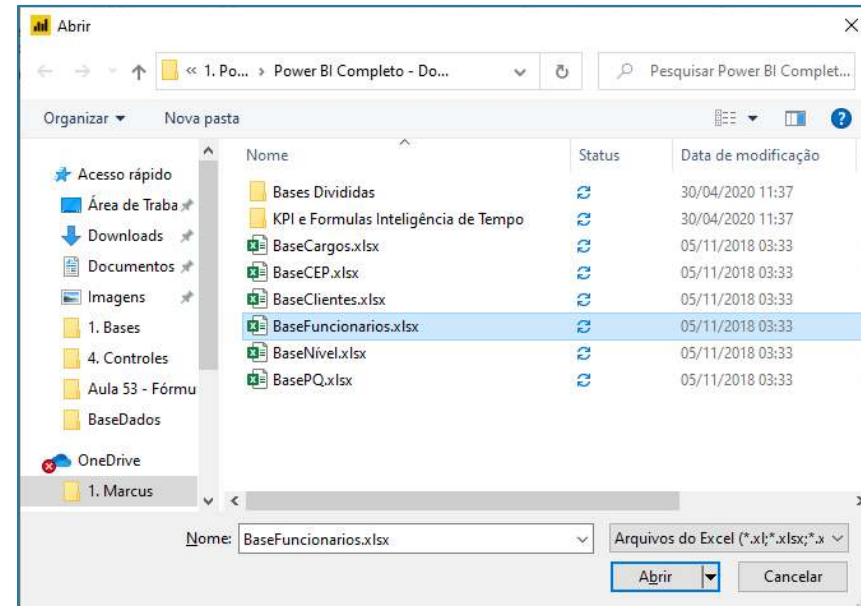 Abrir
« 1. Po... › Power BI Completo - Do...
Pesquisar Power BI Complet...
Organizar
Nova pasta
?
Nome Status Data de modificação
Acesso rápido
Área de Traba
Downloads
Documentos
Imagens
1. Bases
4. Controles
Aula 53 - Fórmu
BaseDados
OneDrive
1. Marcus
Bases Divididas 30/04/2020 11:37
KPI e Formulas Inteligência de Tempo 30/04/2020 11:37
BaseCargos.xlsx 05/11/2018 03:33
BaseCEP.xlsx 05/11/2018 03:33
BaseClientes.xlsx 05/11/2018 03:33
BaseFuncionarios.xlsx 05/11/2018 03:33
BaseNível.xlsx 05/11/2018 03:33
BasePQ.xlsx 05/11/2018 03:33
Nome: BaseFuncionarios.xlsx
Arquivos do Excel (*.xl;*.xlsx;*.x
Abrir
Cancelar